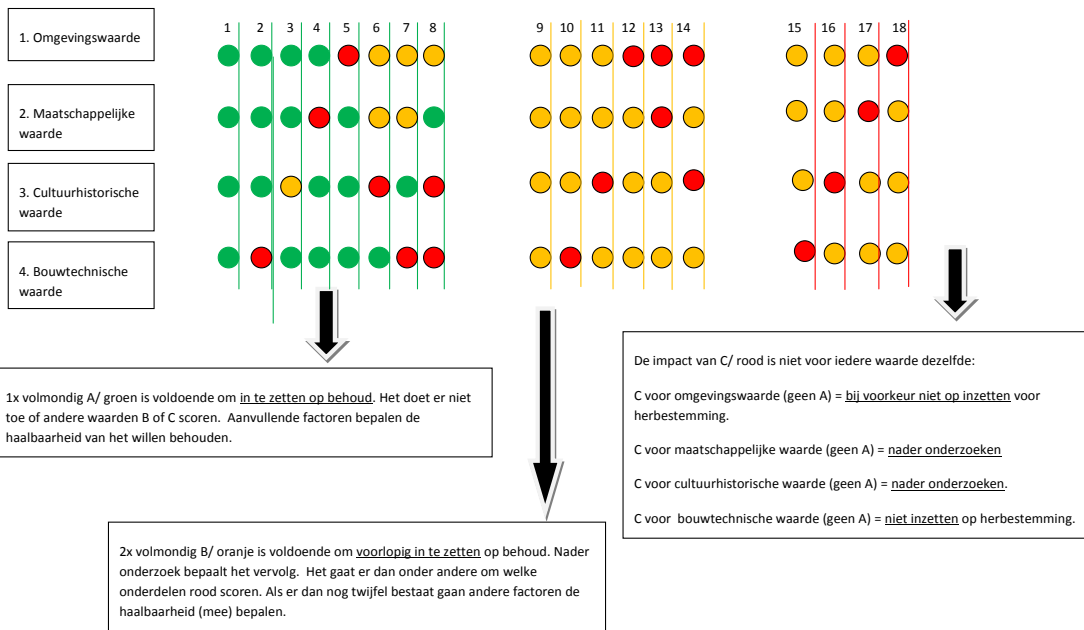 1 2 3 4 5 6 7 8
9 10 11 12 13 14
15 16 17 18
1. Omgevingswaarde
2. Maatschappelijke
waarde
3. Cultuurhistorische
waarde
4. Bouwtechnische
waarde
1x volmondig A/ groen is voldoende om in te zetten op behoud. Het doet er niet
toe of andere waarden B of C scoren. Aanvullende factoren bepalen de
haalbaarheid van het willen behouden.
2x volmondig B/ oranje is voldoende om voorlopig in te zetten op behoud. Nader
onderzoek bepaalt het vervolg. Het gaat er dan onder andere om welke
onderdelen rood scoren. Als er dan nog twijfel bestaat gaan andere factoren de
haalbaarheid (mee) bepalen.
De impact van C/ rood is niet voor iedere waarde dezelfde:
C voor omgevingswaarde (geen A) = bij voorkeur niet op inzetten voor
herbestemming.
C voor maatschappelijke waarde (geen A) = nader onderzoeken
C voor cultuurhistorische waarde (geen A) = nader onderzoeken.
C voor bouwtechnische waarde (geen A) = niet inzetten op herbestemming.